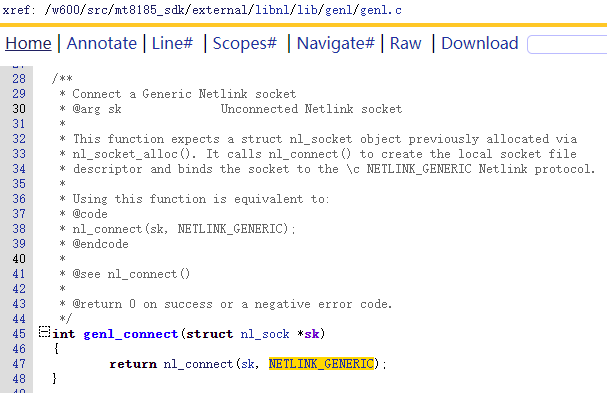 xref: /w600/src/mt8185_sdk/external/libnl/lib/genl/genl.c
Home | Annotate | Line# | Scopes# | Navigate# | Raw | Download
28 /**
29 * Connect a Generic Netlink socket
30 * @arg sk Unconnected Netlink socket
31 *
32 * This function expects a struct nl_socket object previously allocated via
33 * nl_socket_alloc(). It calls nl_connect() to create the local socket file
34 * descriptor and binds the socket to the \c NETLINK_GENERIC Netlink protocol.
35 *
36 * Using this function is equivalent to:
37 * @code
38 * nl_connect(sk, NETLINK_GENERIC);
39 * @endcode
40 *
41 * @see nl_connect()
42 *
43 * @return 0 on success or a negative error code.
44 */
45 int genl_connect(struct nl_sock *sk)
46 {
47 return nl_connect(sk, NETLINK_GENERIC);
48 }